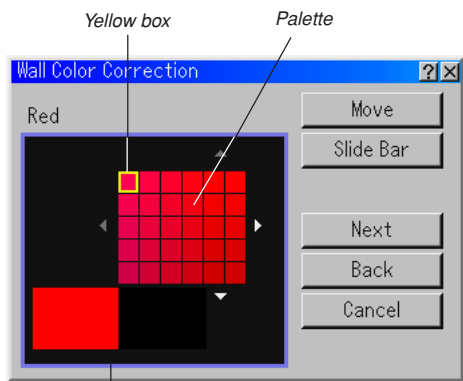 Yellow box
Palette
Wall Color Correction
Red
Move
Slide Bar
Next
Back
Cancel